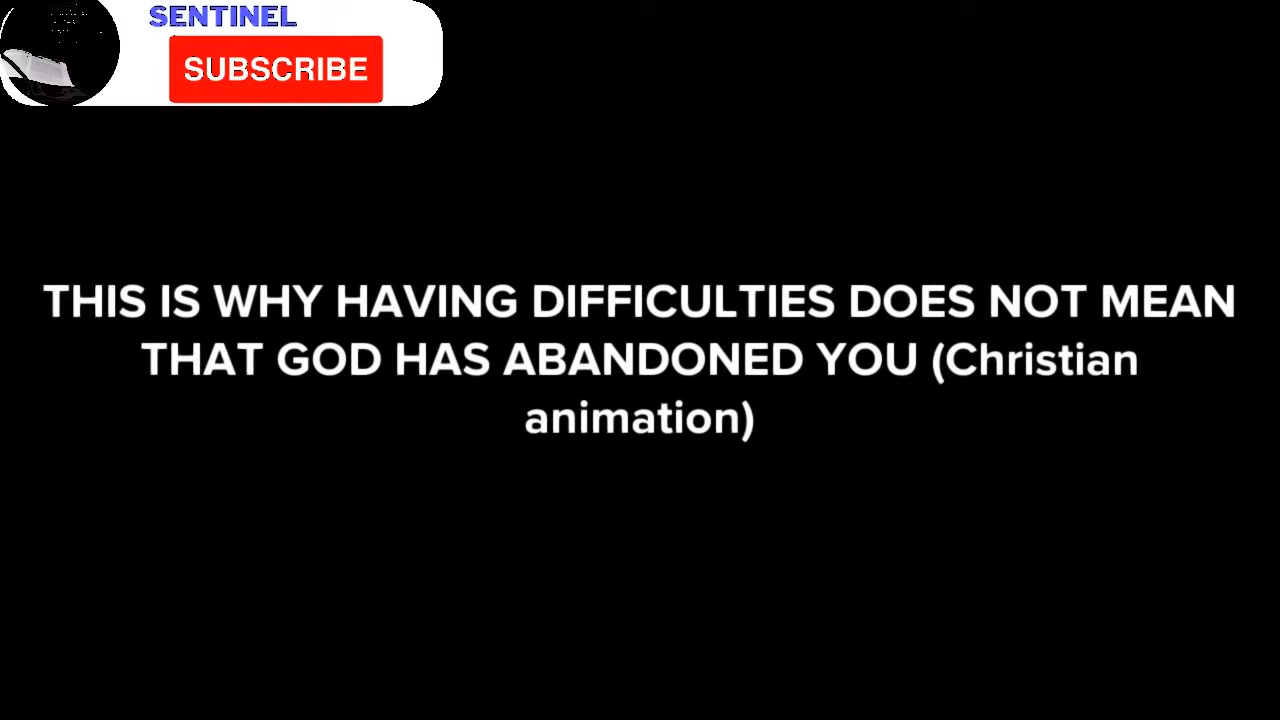 SENTINEL
SUBSCRIBE
THIS IS WHY HAVING DIFFICULTIES DOES NOT MEAN
THAT GOD HAS ABANDONED YOU (Christian
animation)